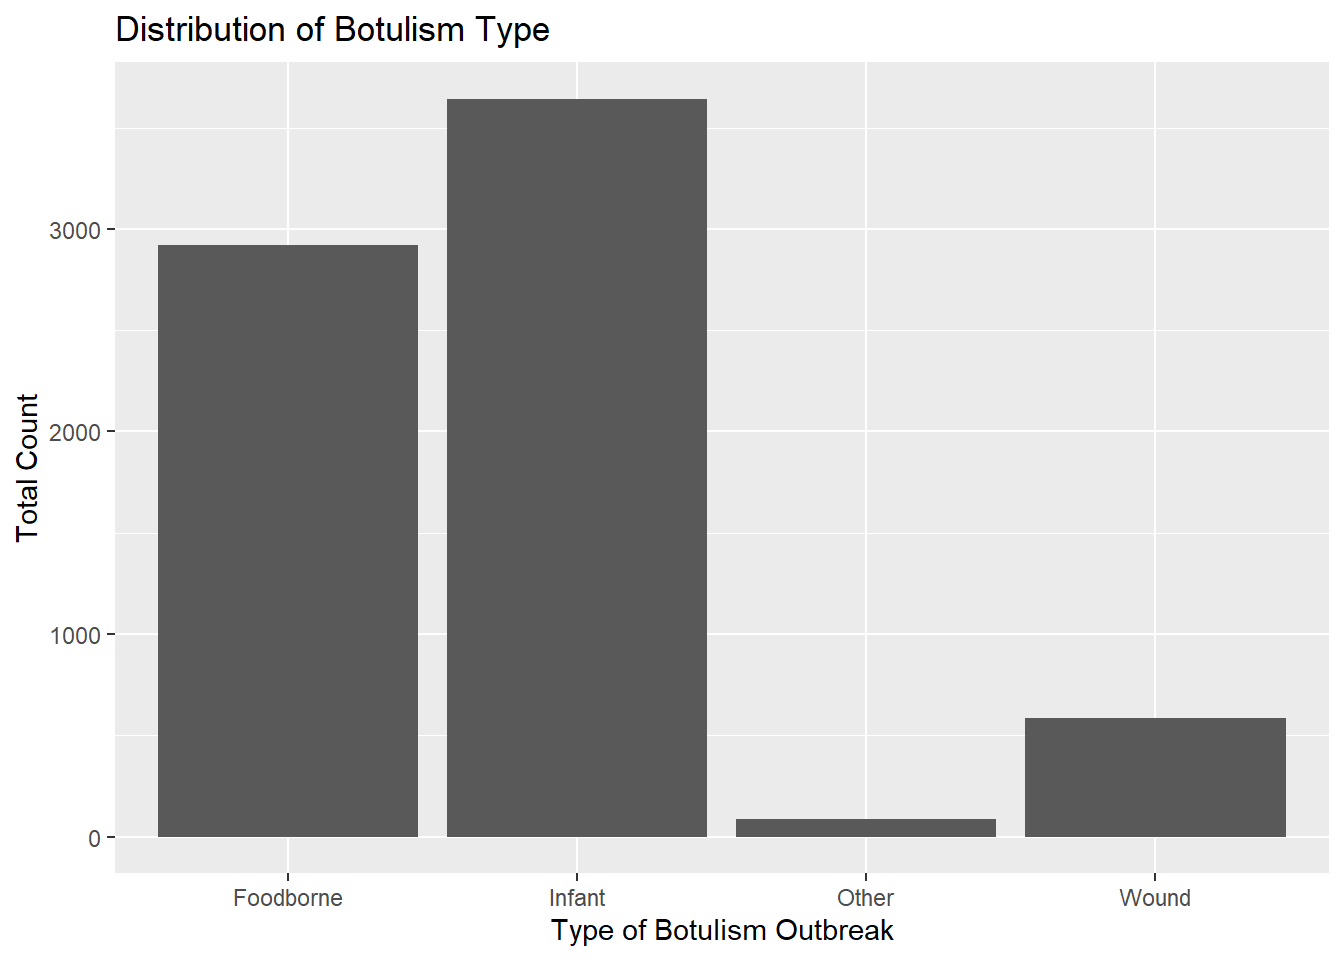 Distribution of Botulism Type
Total Count
3000
2000
1000
0
Foodborne Infant Other Wound
Type of Botulism Outbreak